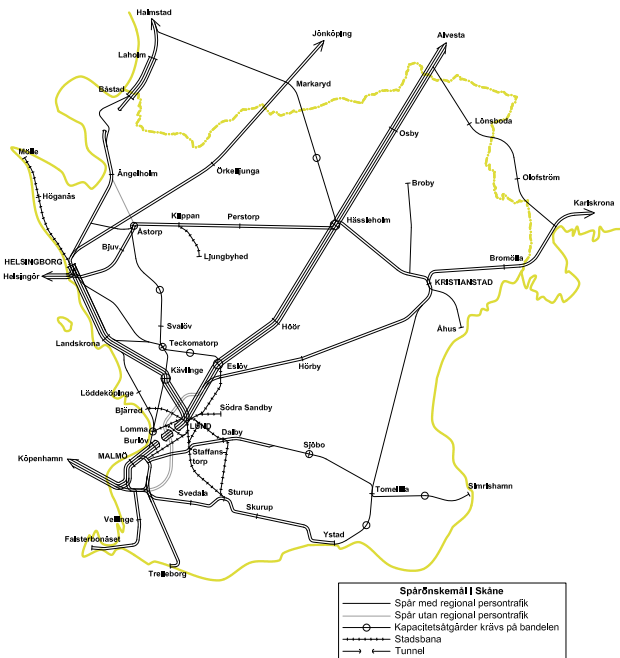 Halmstad
Jönköping
Alvesta
Laholm
Markaryd
Båstad
Lönsboda
Osby
Mölle
Örkelljunga
Ängelholm
Olofström
Broby
Höganäs
Karlskrona
Klippan
Perstorp
Hässleholm
Åstorp
Bjuv
Ljungbyhed
HELSINGBORG
Bromölla
Helsingör
KRISTIANSTAD
Svalöv
Åhus
Landskrona
Höör
Teckomatorp
Eslöv
Hörby
Kävlinge
Löddeköpinge
Bjärred
Södra Sandby
Lomma
LUND
Burlöv
Dalby
Staffans-
torp
Sjöbo
Köpenhamn
MALMÖ
Tomelilla
Simrishamn
Svedala
Sturup
Skurup
Vellinge
Ystad
Falsterbonäset
Trelleborg
Spårönskemål i Skåne
Spår med regional persontrafik
Spår utan regional persontrafik
Kapacitetsåtgärder krävs på bandelen
Stadsbana
Tunnel